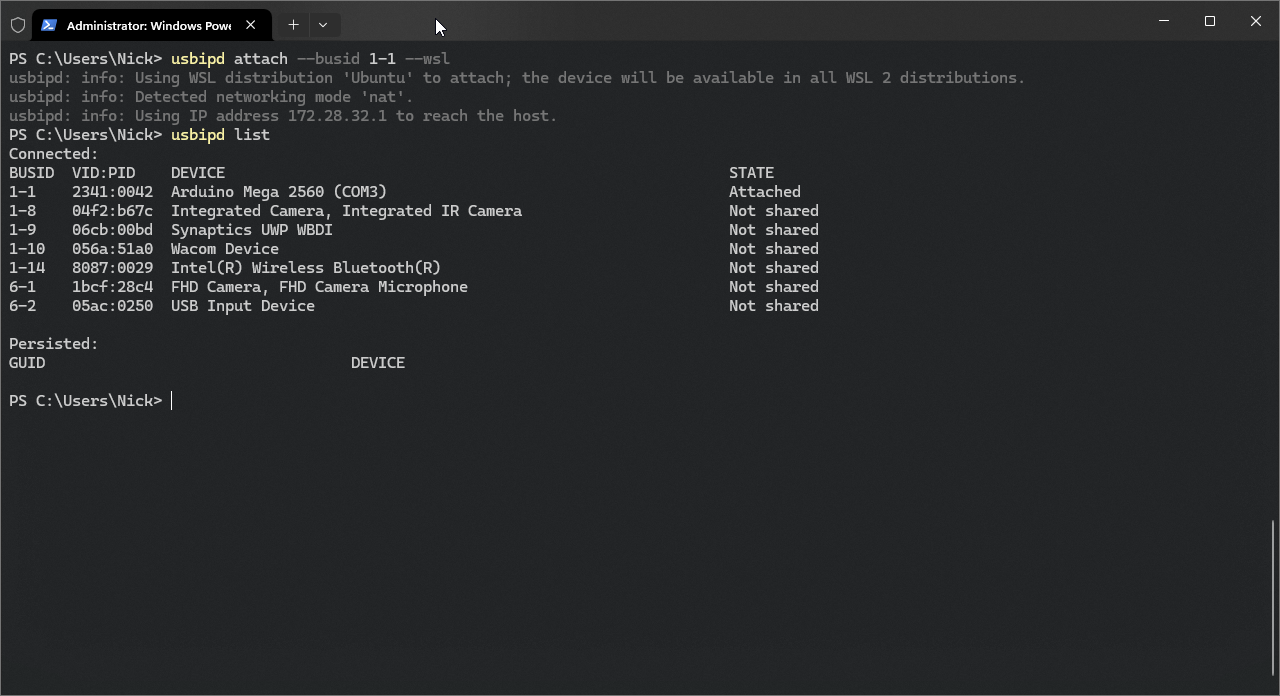 Administrator: Windows Powe
PS C:\Users\Nick> usbipd attach --busid 1-1 --wsl
usbipd: info: Using WSL distribution 'Ubuntu' to attach; the device will be available in all WSL 2 distributions.
usbipd: info: Detected networking mode 'nat'.
usbipd: info: Using IP address 172.28.32.1 to reach the host.
PS C:\Users\Nick> usbipd list
Connected:
BUSID  VID:PID    DEVICE                                                        STATE
1-1    2341:0042  Arduino Mega 2560 (COM3)                                      Attached
1-8    04f2:b67c  Integrated Camera, Integrated IR Camera                       Not shared
1-9    06cb:00bd  Synaptics UWP WBDI                                            Not shared
1-10   056a:51a0  Wacom Device                                                  Not shared
1-14   8087:0029  Intel(R) Wireless Bluetooth(R)                                Not shared
6-1    1bcf:28c4  FHD Camera, FHD Camera Microphone                             Not shared
6-2    05ac:0250  USB Input Device                                              Not shared
Persisted:
GUID                                  DEVICE
PS C:\Users\Nick>